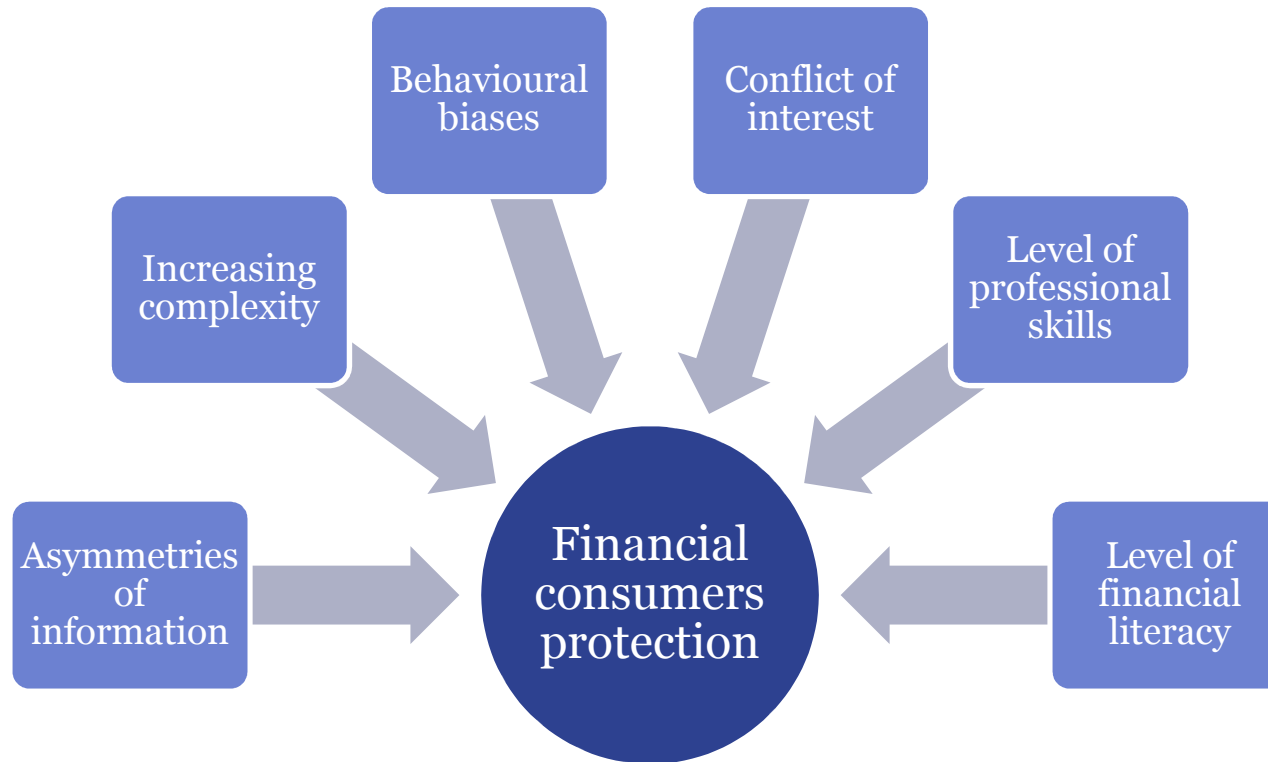 Behavioural
biases
Conflict of
interest
Increasing
complexity
Level of
professional
skills
Asymmetries
of
information
Financial
consumers
protection
Level of
financial
literacy